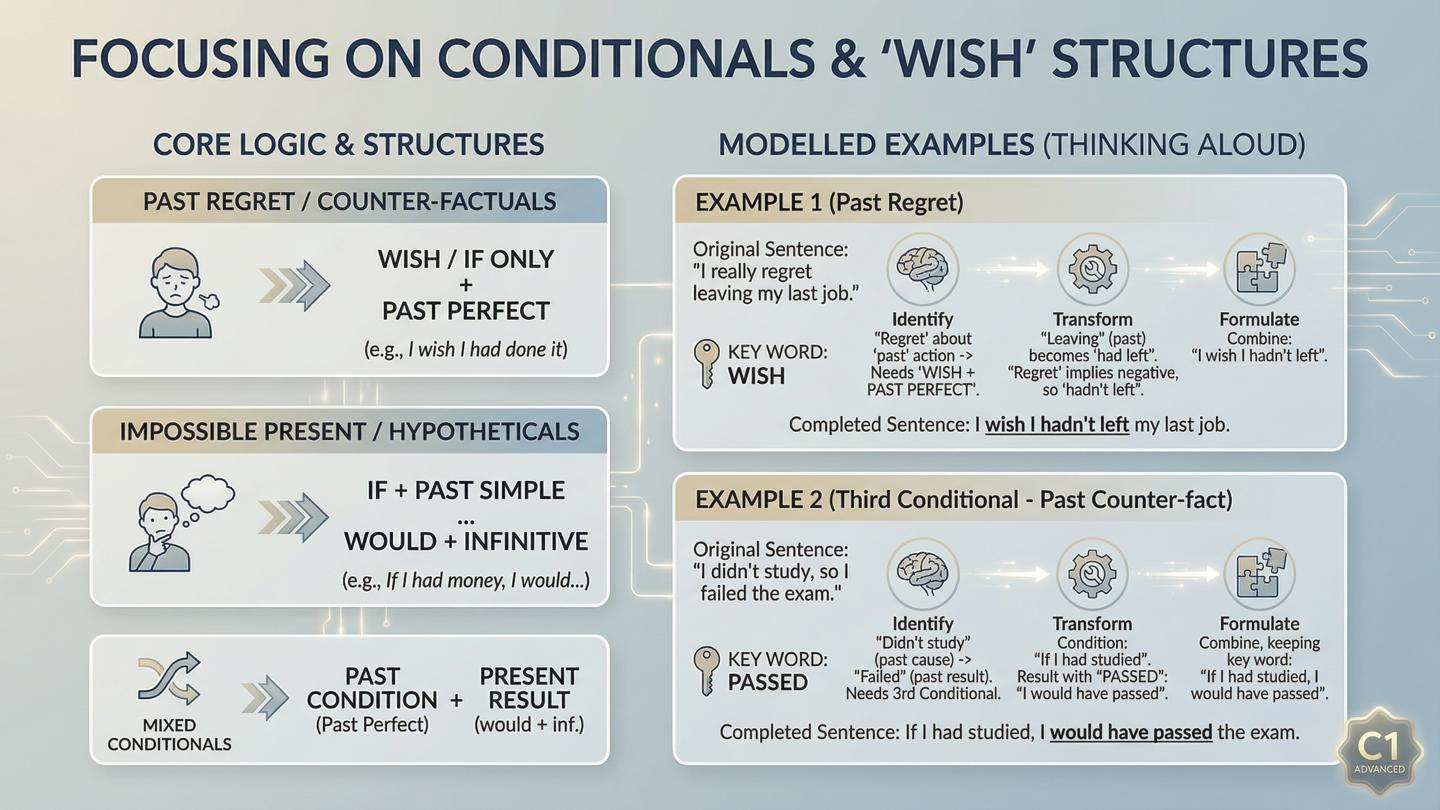 FOCUSING ON CONDITIONALS & ‘WISH’ STRUCTURES
CORE LOGIC & STRUCTURES
PAST REGRET / COUNTER-FACTUALS
WISH / IF ONLY
+
PAST PERFECT
(e.g., I wish I had done it)
IMPOSSIBLE PRESENT / HYPOTHETICALS
IF + PAST SIMPLE
...
WOULD + INFINITIVE
(e.g., If I had money, I would...)
MIXED
CONDITIONALS
PAST
CONDITION
(Past Perfect)
+
PRESENT
RESULT
(would + inf.)
MODELLED EXAMPLES (THINKING ALOUD)
EXAMPLE 1 (Past Regret)
Original Sentence:
"I really regret
leaving my last job.”
KEY WORD:
WISH
Identify
“Regret’ about
‘past’ action ->
Needs ‘WISH +
PAST PERFECT’.
Transform
“Leaving” (past)
becomes ‘had left”.
“Regret’ implies negative,
so ‘hadn’t left”.
Formulate
Combine:
“I wish I hadn’t left”.
Completed Sentence: I wish I hadn't left my last job.
EXAMPLE 2 (Third Conditional - Past Counter-fact)
Original Sentence:
“I didn't study, so I
failed the exam."
KEY WORD:
PASSED
Identify
“Didn't study”
(past cause) ->
“Failed” (past result).
Needs 3rd Conditional.
Transform
Condition:
“If I had studied”.
Result with “PASSED”:
“I would have passed”.
Formulate
Combine, keeping
key word:
“If I had studied, I
would have passed”.
Completed Sentence: If I had studied, I would have passed the exam.
C1
ADVANCED